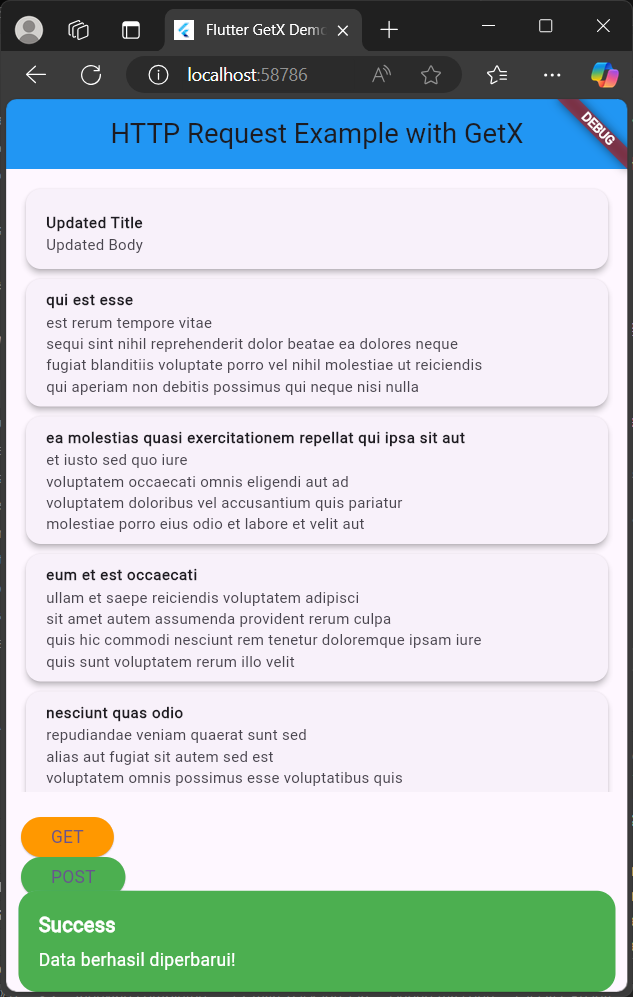 Flutter GetX Demo
localhost:58786
HTTP Request Example with GetX
DEBUG
Updated Title
Updated Body
qui est esse
est rerum tempore vitae
sequi sint nihil reprehenderit dolor beatae ea dolores neque
fugiat blanditiis voluptate porro vel nihil molestiae ut reiciendis
qui aperiam non debitis possimus qui neque nisi nulla
ea molestias quasi exercitationem repellat qui ipsa sit aut
et iusto sed quo iure
voluptatem occaecati omnis eligendi aut ad
voluptatem doloribus vel accusantium quis pariatur
molestiae porro eius odio et labore et velit aut
eum et est occaecati
ullam et saepe reiciendis voluptatem adipisci
sit amet autem assumenda provident rerum culpa
quis hic commodi nesciunt rem tenetur doloremque ipsam iure
quis sunt voluptatem rerum illo velit
nesciunt quas odio
repudiandae veniam quaerat sunt sed
alias aut fugiat sit autem sed est
voluptatem omnis possimus esse voluptatibus quis
GET
POST
Success
Data berhasil diperbarui!